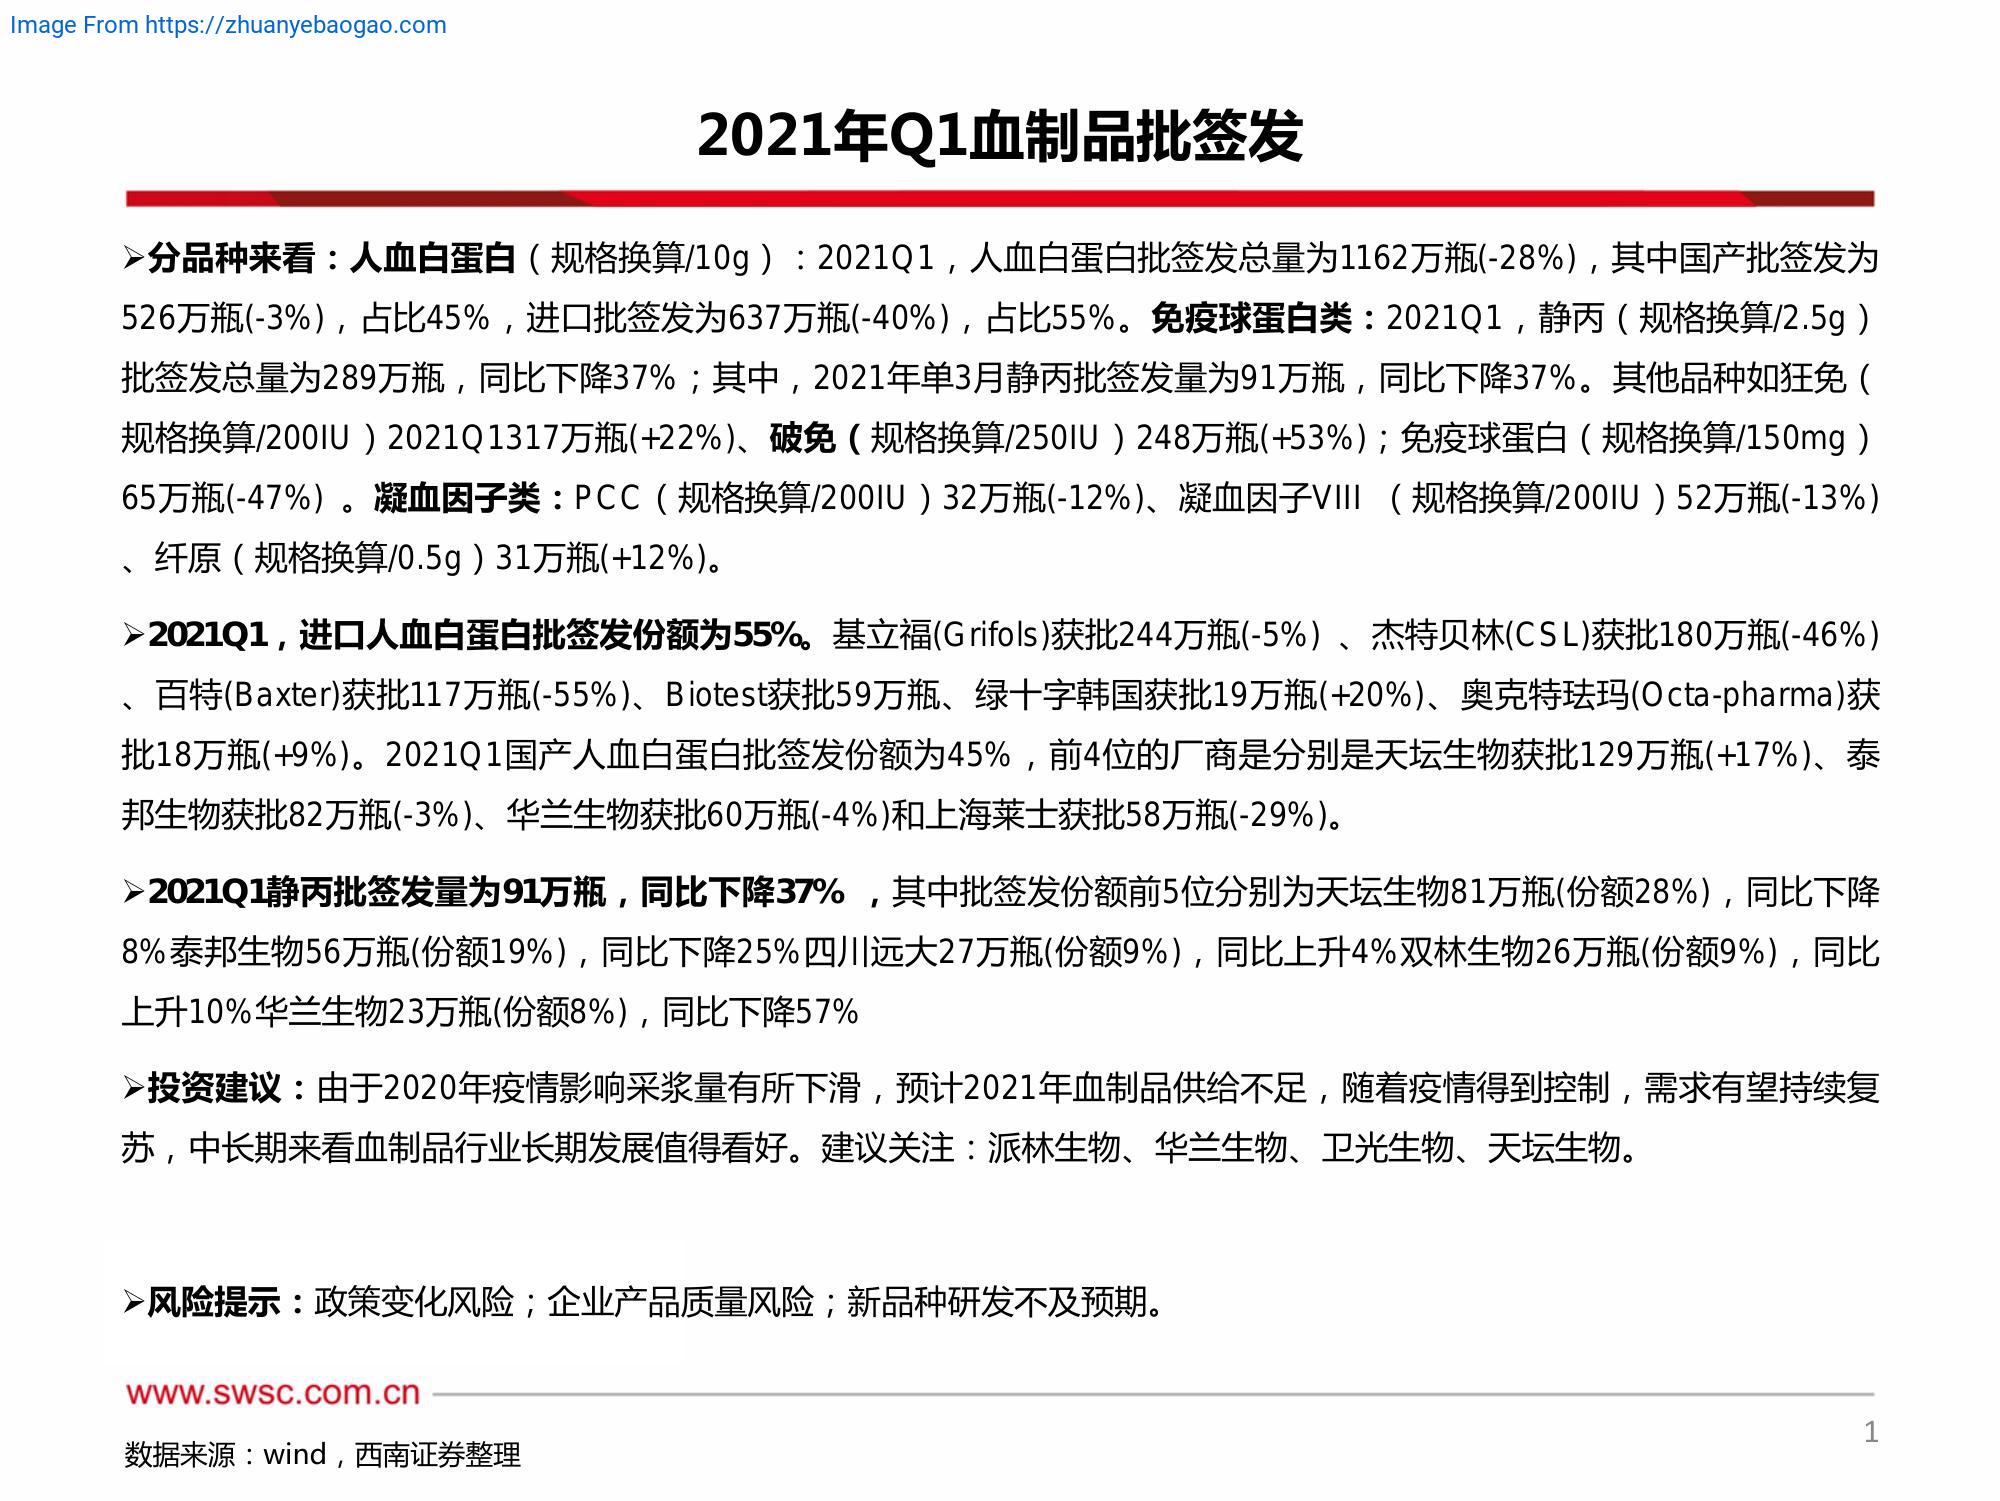 Image From https://zhuanyebaogao.com
2021年Q1血制品批签发
➢分品种来看：人血白蛋白（规格换算/10g）：2021Q1，人血白蛋白批签发总量为1162万瓶(-28%)，其中国产批签发为
526万瓶(-3%)，占比45%，进口批签发为637万瓶(-40%)，占比55%。免疫球蛋白类：2021Q1，静丙（规格换算/2.5g）
批签发总量为289万瓶，同比下降37%；其中，2021年单3月静丙批签发量为91万瓶，同比下降37%。其他品种如狂免（
规格换算/200IU）2021Q1317万瓶(+22%)、破免（规格换算/250IU）248万瓶(+53%)；免疫球蛋白（规格换算/150mg）
65万瓶(-47%) 。凝血因子类：PCC（规格换算/200IU）32万瓶(-12%)、凝血因子VIII （规格换算/200IU）52万瓶(-13%)
、纤原（规格换算/0.5g）31万瓶(+12%)。
➢2021Q1，进口人血白蛋白批签发份额为55%。基立福(Grifols)获批244万瓶(-5%) 、杰特贝林(CSL)获批180万瓶(-46%)
、百特(Baxter)获批117万瓶(-55%)、Biotest获批59万瓶、绿十字韩国获批19万瓶(+20%)、奥克特珐玛(Octa-pharma)获
批18万瓶(+9%)。2021Q1国产人血白蛋白批签发份额为45%，前4位的厂商是分别是天坛生物获批129万瓶(+17%)、泰
邦生物获批82万瓶(-3%)、华兰生物获批60万瓶(-4%)和上海莱士获批58万瓶(-29%)。
➢2021Q1静丙批签发量为91万瓶，同比下降37% ，其中批签发份额前5位分别为天坛生物81万瓶(份额28%)，同比下降
8%泰邦生物56万瓶(份额19%)，同比下降25%四川远大27万瓶(份额9%)，同比上升4%双林生物26万瓶(份额9%)，同比
上升10%华兰生物23万瓶(份额8%)，同比下降57%
➢投资建议：由于2020年疫情影响采浆量有所下滑，预计2021年血制品供给不足，随着疫情得到控制，需求有望持续复
苏，中长期来看血制品行业长期发展值得看好。建议关注：派林生物、华兰生物、卫光生物、天坛生物。
➢风险提示：政策变化风险；企业产品质量风险；新品种研发不及预期。
www.swsc.com.cn
1
数据来源：wind，西南证券整理